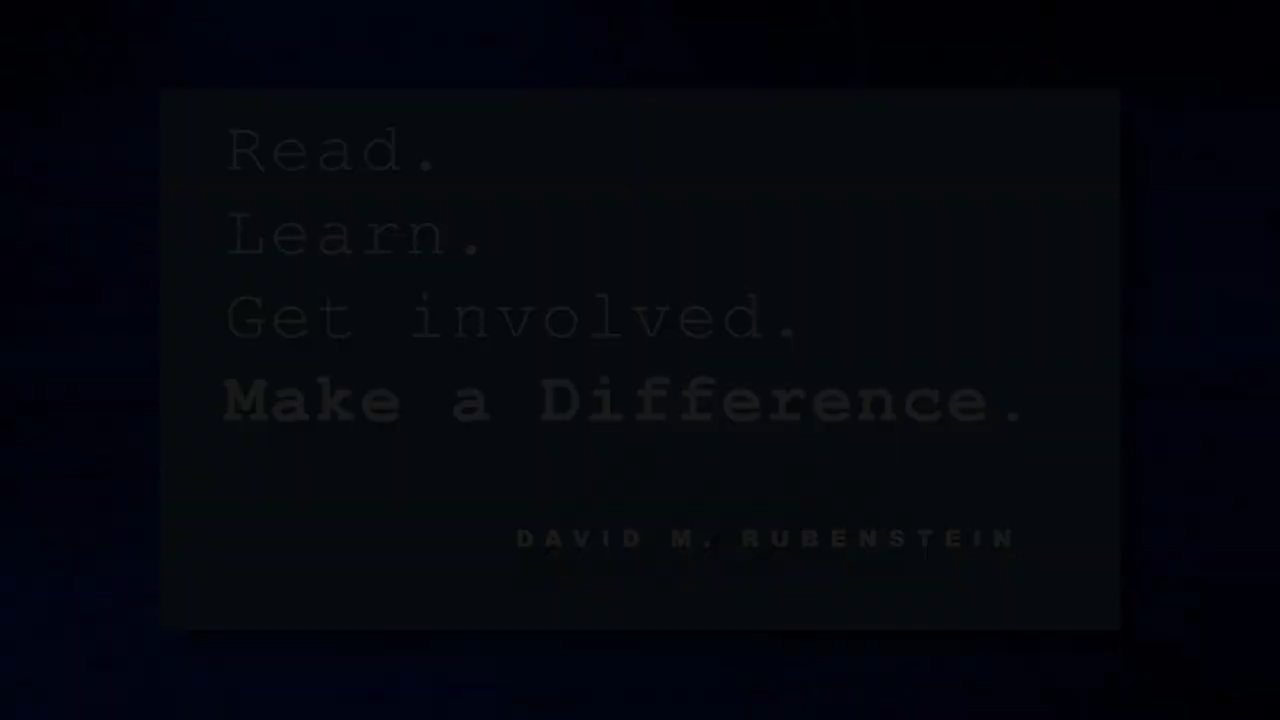 Read.
Learn.
Get involved.
Make a Difference.
DAVID M. RUBENSTEIN